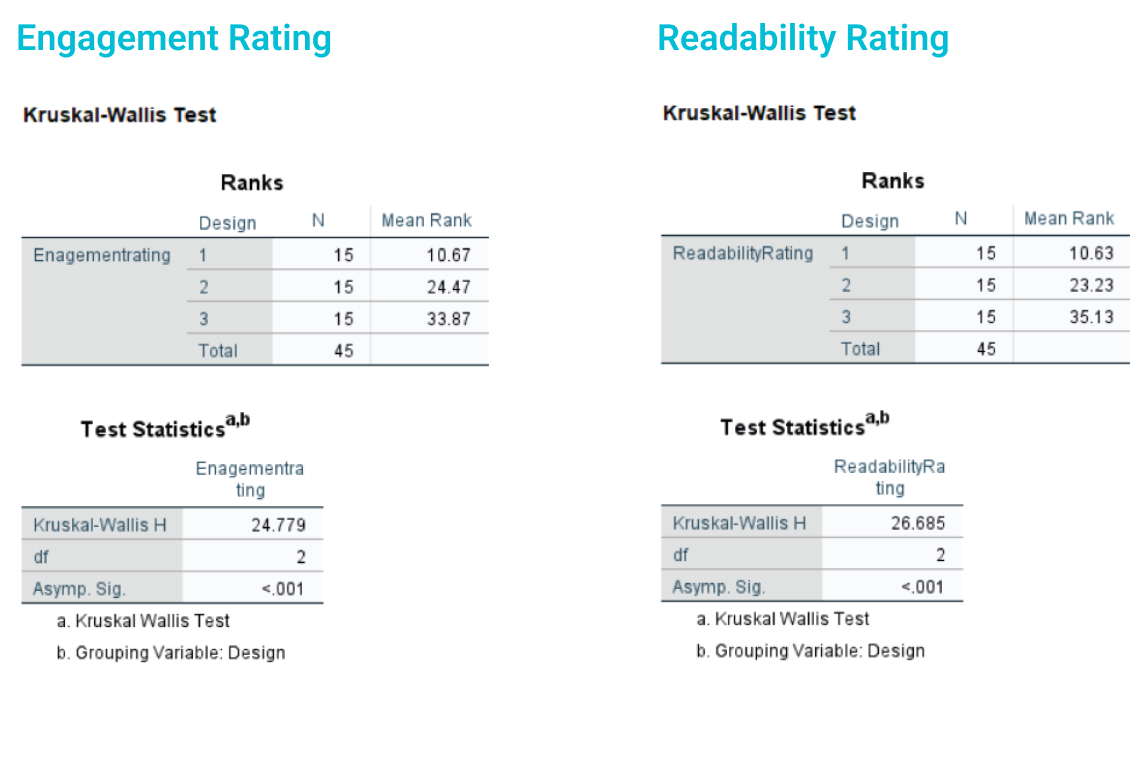 Engagement Rating
Kruskal-Wallis Test
Ranks
Design N Mean Rank
Enagementrating 1 15 10.67
2 15 24.47
3 15 33.87
Total 45
Test Statistics a,b
Enagementra
ting
Kruskal-Wallis H 24.779
df 2
Asymp. Sig. <.001
a. Kruskal Wallis Test
b. Grouping Variable: Design
Readability Rating
Kruskal-Wallis Test
Ranks
Design N Mean Rank
ReadabilityRating 1 15 10.63
2 15 23.23
3 15 35.13
Total 45
Test Statistics a,b
ReadabilityRa
ting
Kruskal-Wallis H 26.685
df 2
Asymp. Sig. <.001
a. Kruskal Wallis Test
b. Grouping Variable: Design